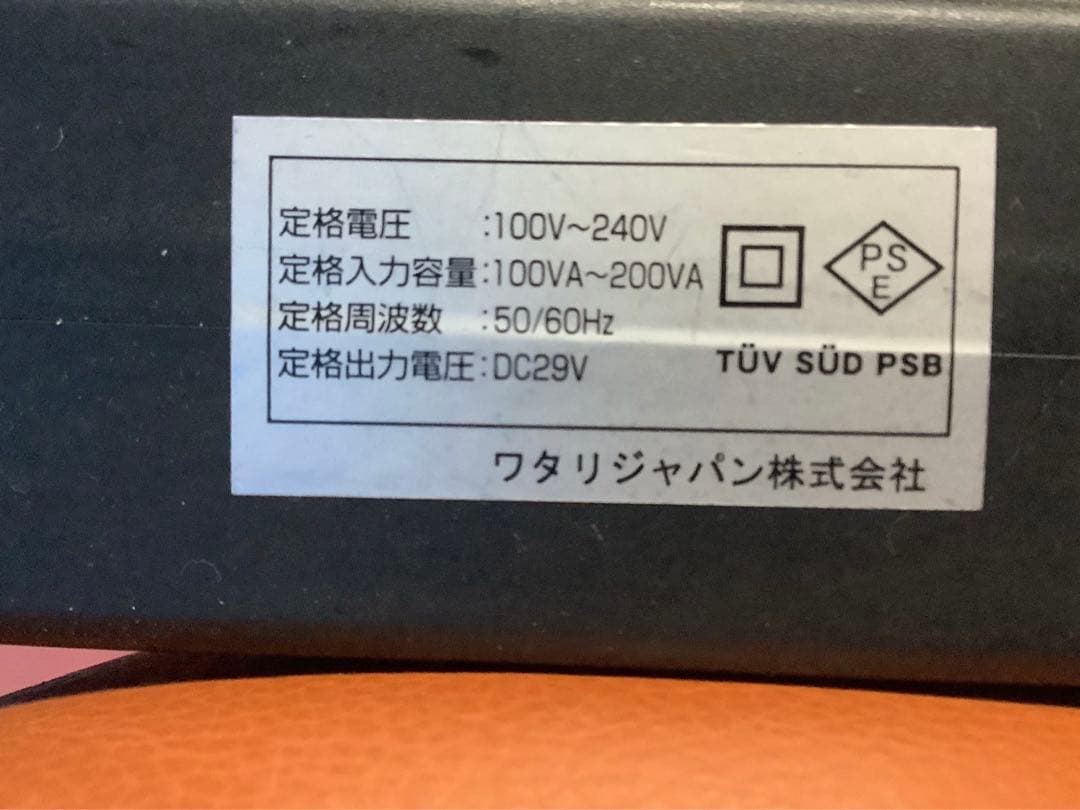 定格電圧 :100V~240V
定格入力容量:100VA~200VA
定格周波数 :50/60Hz
定格出力電圧:DC29V
PS
E
TÜV SÜD PSB
ワタリジャパン株式会社